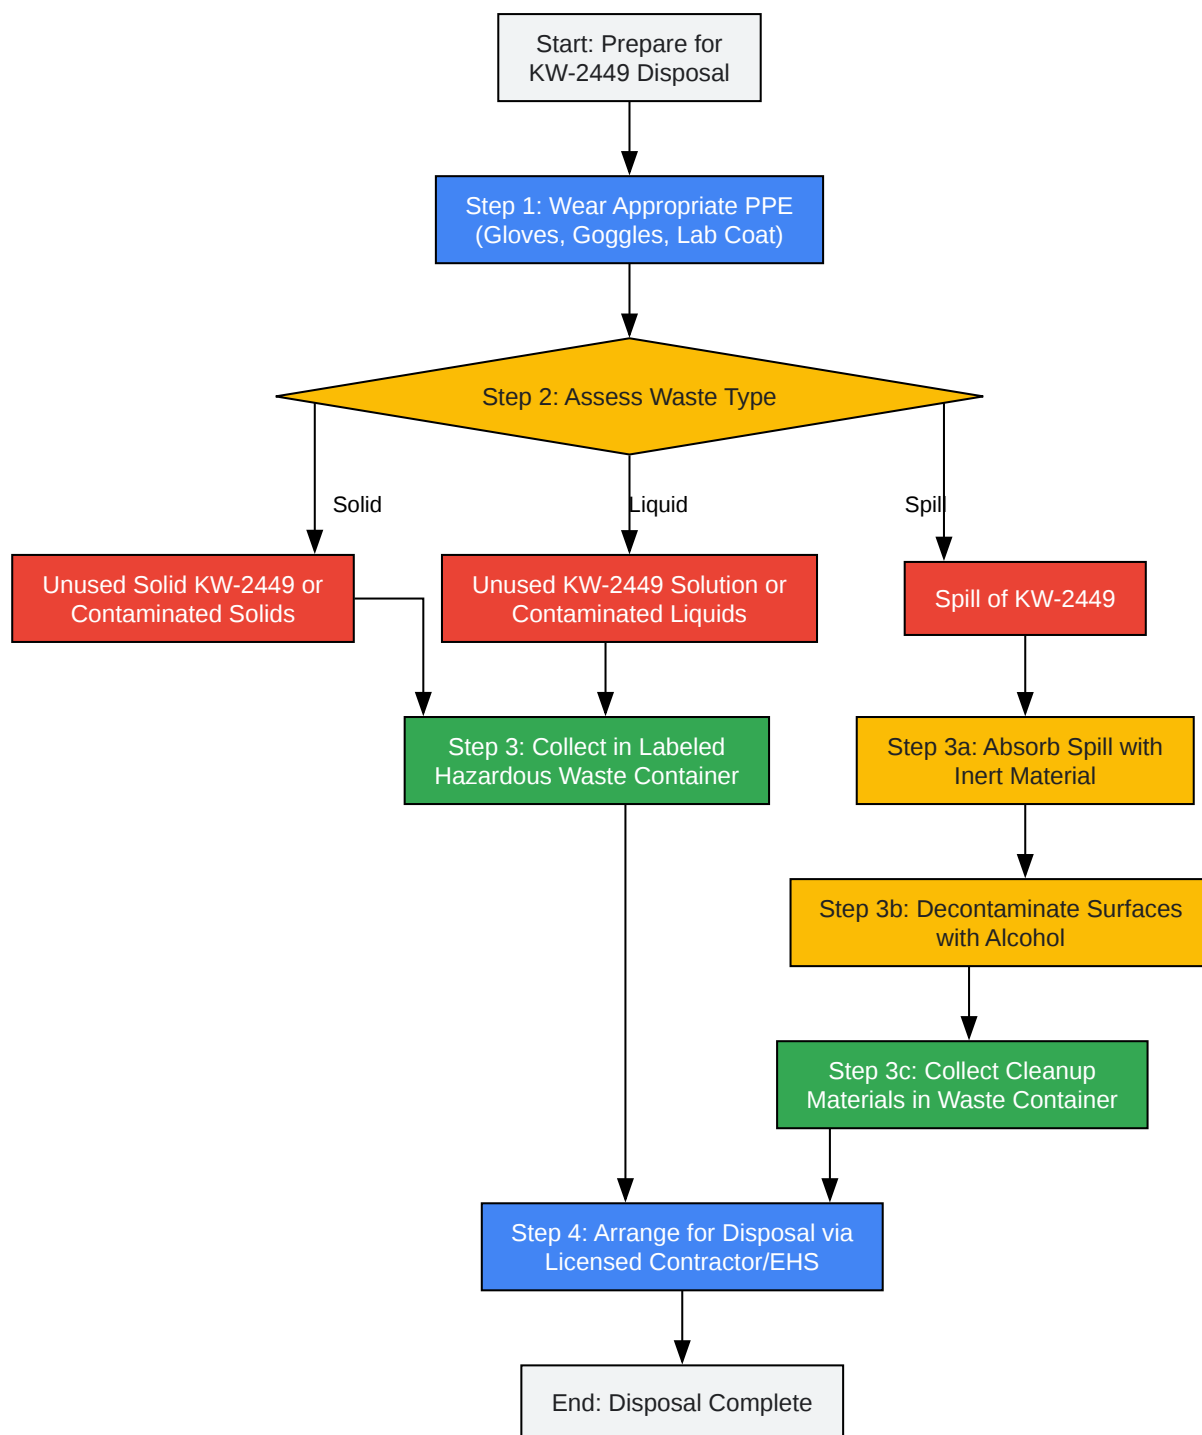 Start: Prepare for
KW-2449 Disposal
Step 1: Wear Appropriate PPE
(Gloves, Goggles, Lab Coat)
Step 2: Assess Waste Type
Solid
Liquid
Spill
Unused Solid KW-2449 or
Contaminated Solids
Unused KW-2449 Solution or
Contaminated Liquids
Spill of KW-2449
Step 3: Collect in Labeled
Hazardous Waste Container
Step 3a: Absorb Spill with
Inert Material
Step 3b: Decontaminate Surfaces
with Alcohol
Step 3c: Collect Cleanup
Materials in Waste Container
Step 4: Arrange for Disposal via
Licensed Contractor/EHS
End: Disposal Complete